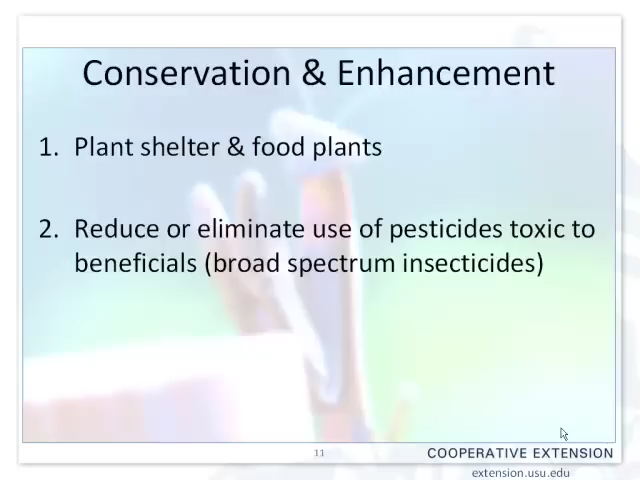 Conservation & Enhancement
1. Plant shelter & food plants
2. Reduce or eliminate use of pesticides toxic to
beneficials (broad spectrum insecticides)
11
COOPERATIVE EXTENSION
extension.usu.edu